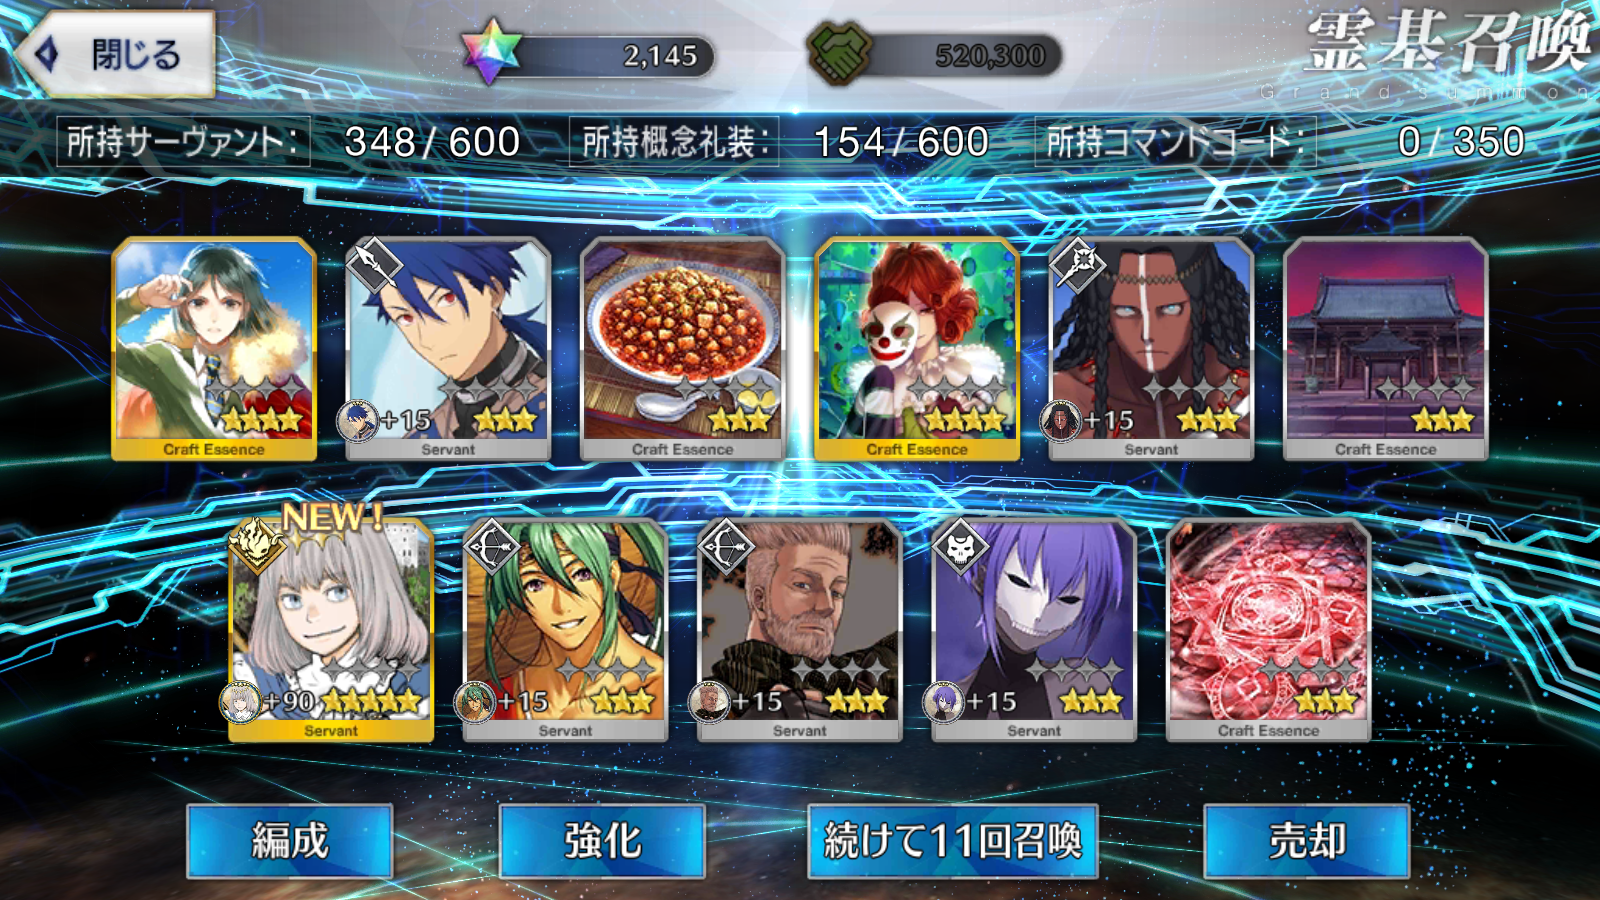 閉じる
2,145
520,300
霊基召喚
Grand summon
所持サーヴァント: 348/600
所持概念礼装: 154/600
所持コマンドコード: 0/350
Craft Essence
+15
Servant
Craft Essence
Craft Essence
+15
Servant
Craft Essence
NEW!
+90
Servant
+15
Servant
+15
Servant
+15
Servant
Craft Essence
編成
強化
続けて11回召喚
売却